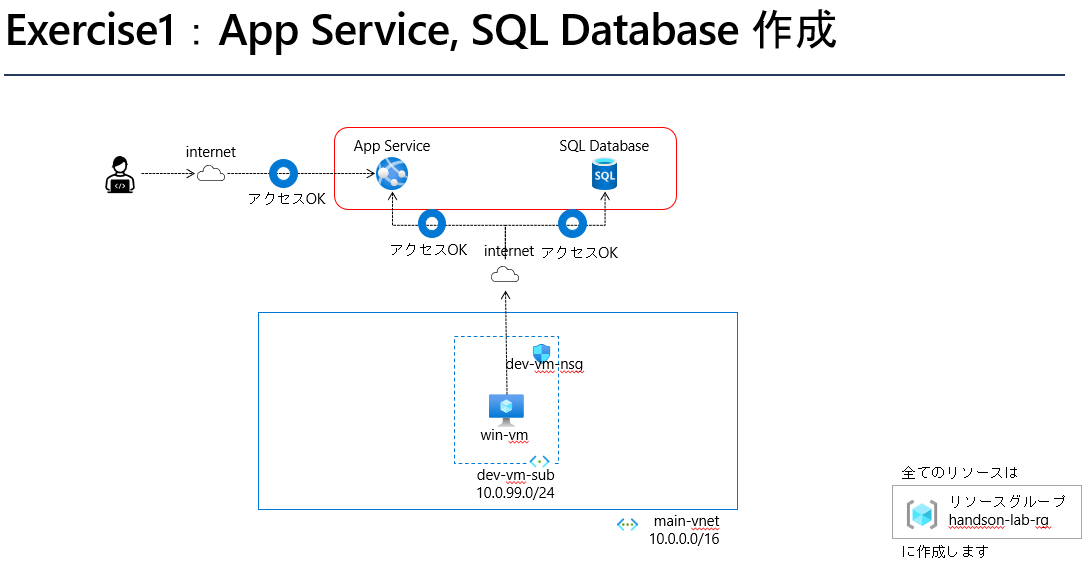 Exercise1：App Service, SQL Database 作成
internet
アクセスOK
App Service
SQL Database
SQL
アクセスOK
internet
アクセスOK
dev-vm-nsg
win-vm
dev-vm-sub
10.0.99.0/24
main-vnet
10.0.0.0/16
全てのリソースは
リソースグループ
handson-lab-rg
に作成します